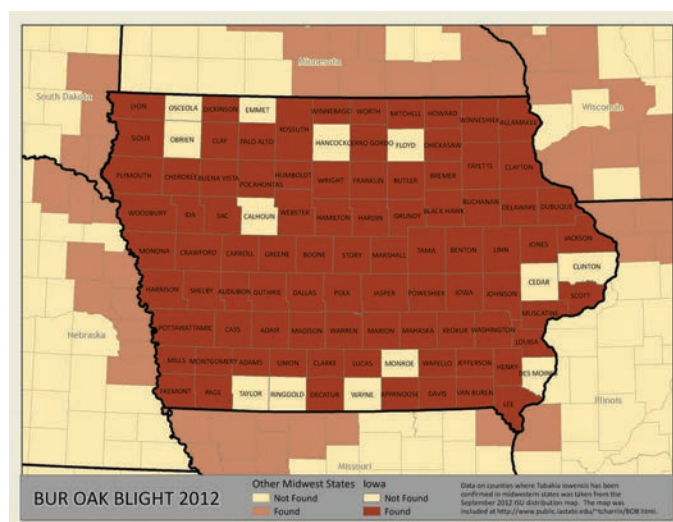 Minnesota
South Dakota
Wisconsin
LYON OSCEOLA DICKINSON EMMET WINNEBAGO WORTH MITCHELL HOWARD
WINNESHIEK ALLAMAKEE
KOSSUTH
SIOUX OBRIEN CLAY PALO ALTO HANCOCK CERRO GORDO FLOYD CHICKASAW
FAYETTE CLAYTON
PLYMOUTH CHEROKEE BUENA VISTA POCAHONTAS HUMBOLDT WRIGHT FRANKLIN BUTLER BREMER
WOODBURY IDA SAC CALHOUN WEBSTER HAMILTON HARDIN GRUNDY BLACK HAWK BUCHANAN DELAWARE DUBUQUE
MONONA CRAWFORD CARROLL GREENE BOONE STORY MARSHALL TAMA BENTON LINN JONES JACKSON
CLINTON
CEDAR
HARRISON SHELBY AUDUBON GUTHRIE DALLAS POLK JASPER POWESHIEK IOWA JOHNSON SCOTT
MUSCATINE
Nebraska
POTTAWATTAMIE CASS ADAIR MADISON WARREN MARION MAHASKA KEOKUK WASHINGTON
LOUISA
MILLS MONTGOMERY ADAMS UNION CLARKE LUCAS MONROE WAPELLO JEFFERSON HENRY DES MOINES
FREMONT PAGE TAYLOR RINGGOLD DECATUR WAYNE APPANOOSE DAVIS VAN BUREN
LEE
Illinois
Missouri
BUR OAK BLIGHT 2012
Other Midwest States Iowa
Not Found Not Found
Found Found
Data on counties where Tubakia iowensis has been
confirmed in midwestern states was taken from the
September 2012 ISU distribution map. The map was
included at http://www.public.iastate.edu/~tcharrin/BOB.html.